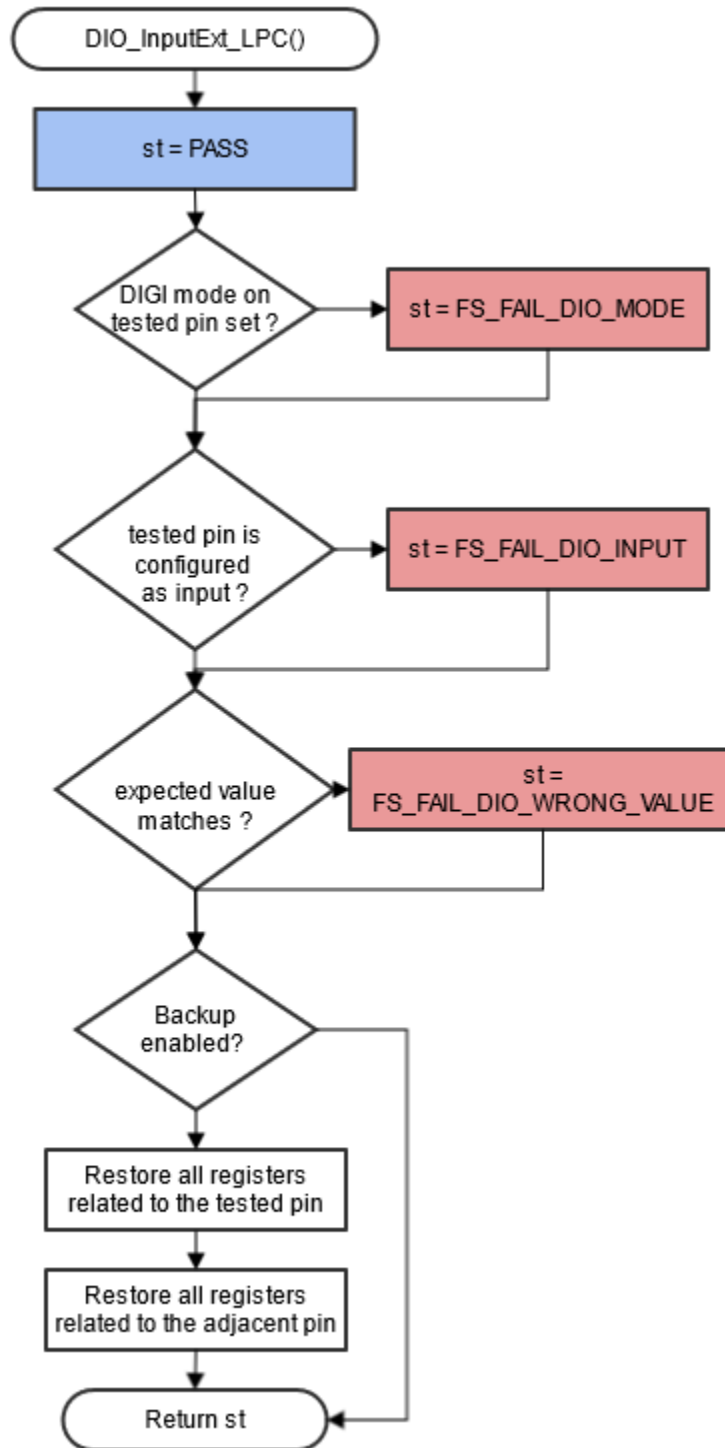 DIO_InputExt_LPC()
st = PASS
DIGI mode on
tested pin set ?
st = FS_FAIL_DIO_MODE
tested pin is
configured
as input ?
st = FS_FAIL_DIO_INPUT
expected value
matches ?
st =
FS_FAIL_DIO_WRONG_VALUE
Backup
enabled?
Restore all registers
related to the tested pin
Restore all registers
related to the adjacent pin
Return st